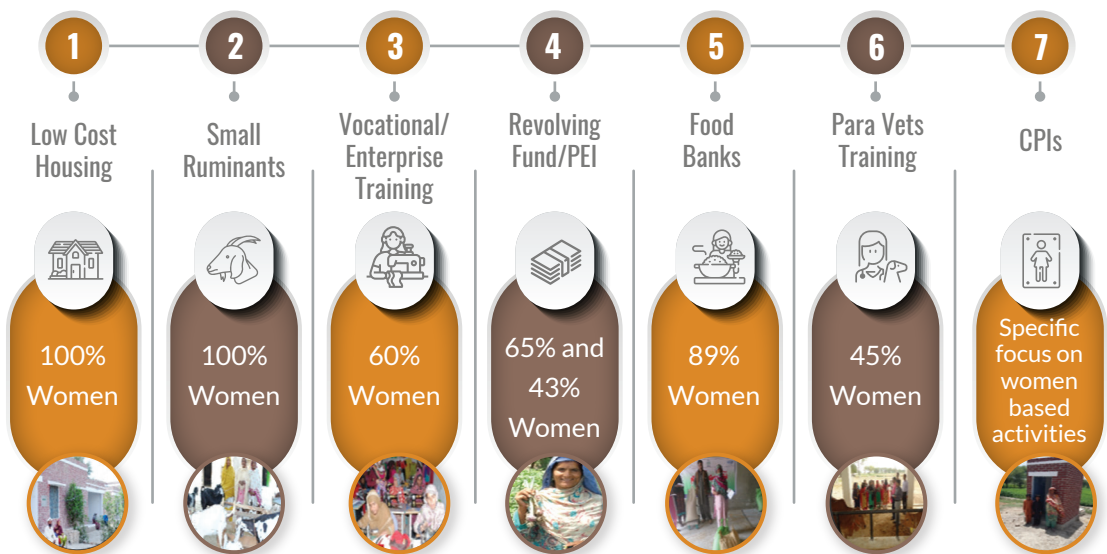 1
2
3
4
5
6
7
Low Cost
Housing
Small
Ruminants
Vocational/
Enterprise
Training
Revolving
Fund/PEI
Food
Banks
Para Vets
Training
CPIs
100%
Women
100%
Women
60%
Women
65% and
43%
Women
89%
Women
45%
Women
Specific
focus on
women
based
activities